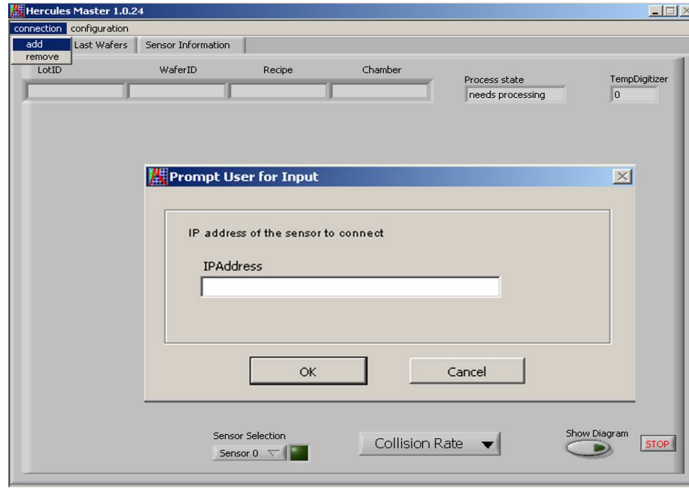 Hercules Master 1.0.24
connection configuration
add Last Wafers Sensor Information
remove
LotID WaferID Recipe Chamber Process state TempDigitizer
needs processing 0
Prompt User for Input
IP address of the sensor to connect
IPAddress
OK Cancel
Sensor Selection Show Diagram
Sensor 0 Collision Rate STOP